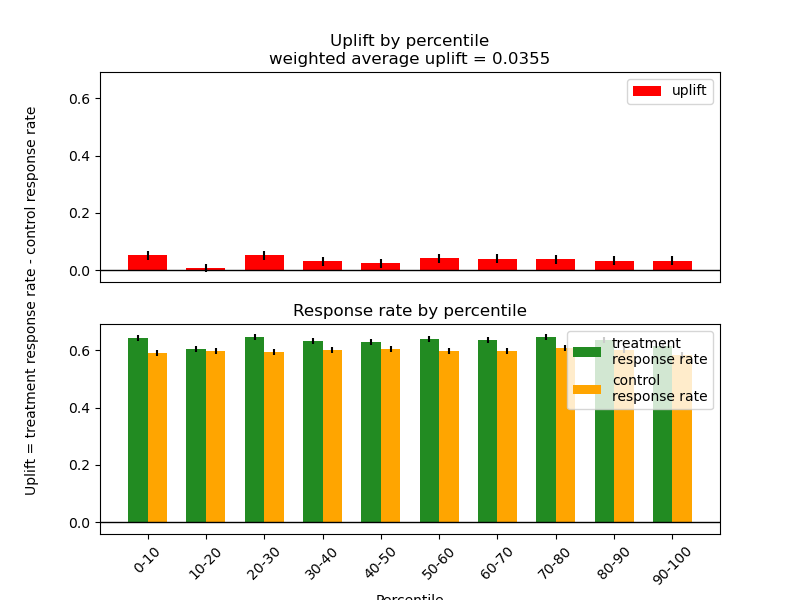 Uplift by percentile
weighted average uplift = 0.0355
uplift
0.6
0.4
0.2
0.0
Uplift = treatment response rate - control response rate
Response rate by percentile
treatment
response rate
control
response rate
0.6
0.4
0.2
0.0
0-10
10-20
20-30
30-40
40-50
50-60
60-70
70-80
80-90
90-100
Percentile